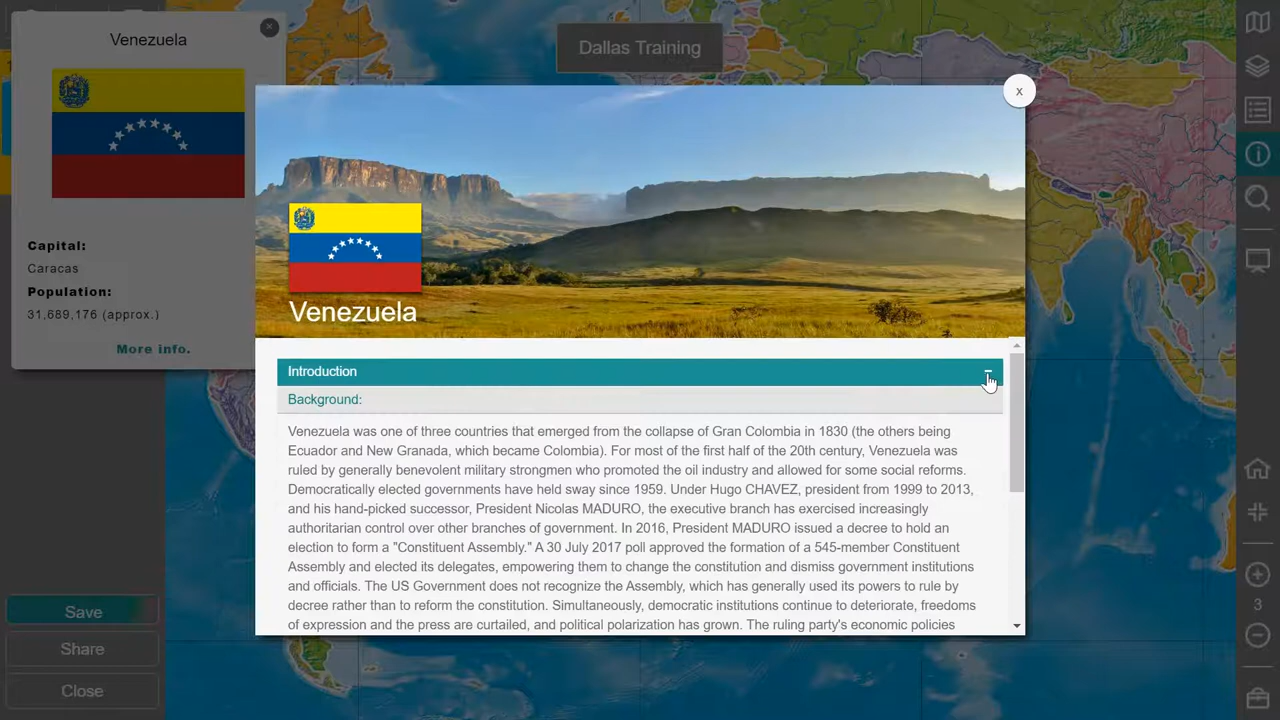 Venezuela
x
Capital:
Caracas
Population:
31,689,176 (approx.)
More info.
Save
Share
Close
Dallas Training
x
Venezuela
Introduction
Background:
Venezuela was one of three countries that emerged from the collapse of Gran Colombia in 1830 (the others being
Ecuador and New Granada, which became Colombia). For most of the first half of the 20th century, Venezuela was
ruled by generally benevolent military strongmen who promoted the oil industry and allowed for some social reforms.
Democratically elected governments have held sway since 1959. Under Hugo CHAVEZ, president from 1999 to 2013,
and his hand-picked successor, President Nicolas MADURO, the executive branch has exercised increasingly
authoritarian control over other branches of government. In 2016, President MADURO issued a decree to hold an
election to form a "Constituent Assembly." A 30 July 2017 poll approved the formation of a 545-member Constituent
Assembly and elected its delegates, empowering them to change the constitution and dismiss government institutions
and officials. The US Government does not recognize the Assembly, which has generally used its powers to rule by
decree rather than to reform the constitution. Simultaneously, democratic institutions continue to deteriorate, freedoms
of expression and the press are curtailed, and political polarization has grown. The ruling party's economic policies
3